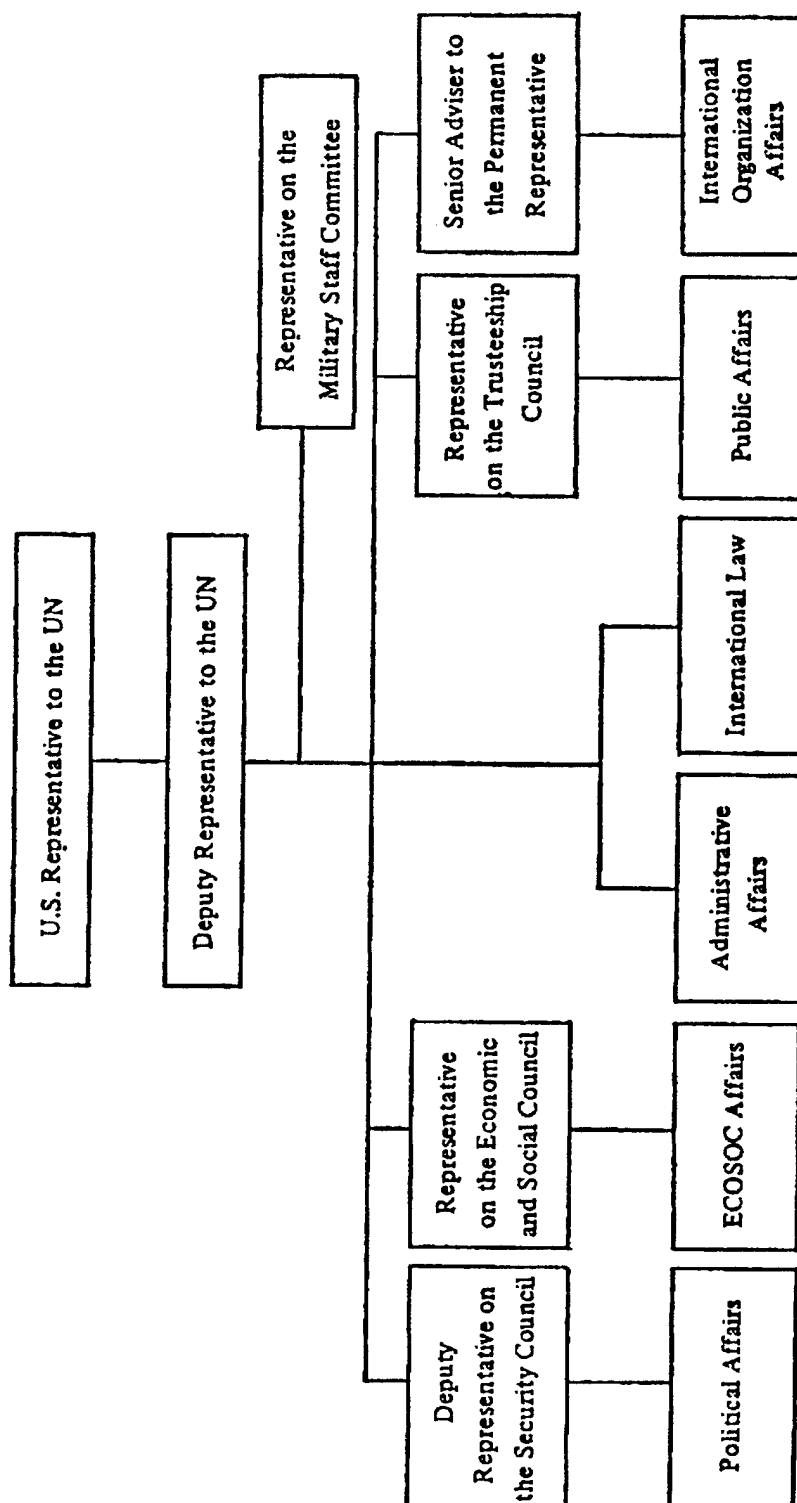 U.S. Representative to the UN
Deputy Representative to the UN
Representative on the
Military Staff Committee
Deputy
Representative on
the Security Council
Representative
on the Economic
and Social Council
Representative
on the Trusteeship
Council
Senior Adviser to
the Permanent
Representative
Political Affairs
ECOSOC Affairs
Administrative
Affairs
International Law
Public Affairs
International
Organization
Affairs